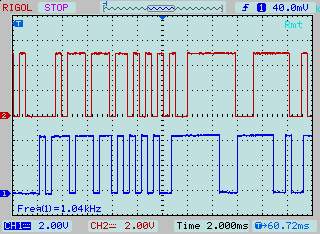 RIGOL STOP 1 40.0mV
T
Rmt
2
1
Freq(1)=1.04kHz
CH1 2.00V CH2 2.00V Time 2.000ms T→60.72ms